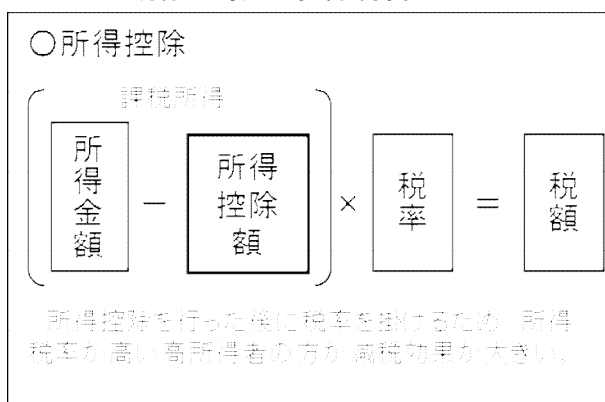 ○所得控除
課税所得
所得金額 − 所得控除額 × 税率 = 税額
所得控除を行った後に税率を掛けるため 所得
税率が高い高所得者の方が減税効果が大きい。